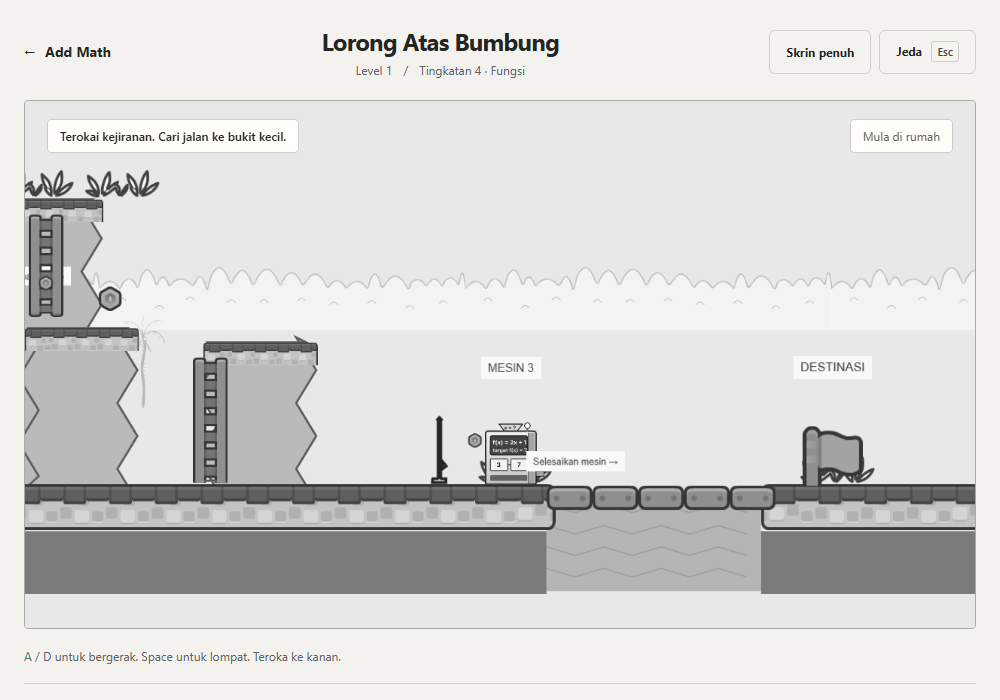 ← Add Math
Lorong Atas Bumbung
Level 1 / Tingkatan 4 · Fungsi
Skrin penuh
Jeda Esc
Terokai kejiranan. Cari jalan ke bukit kecil.
Mula di rumah
MESIN 3
DESTINASI
f(x) = 2x + 1
target f(x) =
3 7
Selesaikan mesin →
A / D untuk bergerak. Space untuk lompat. Teroka ke kanan.